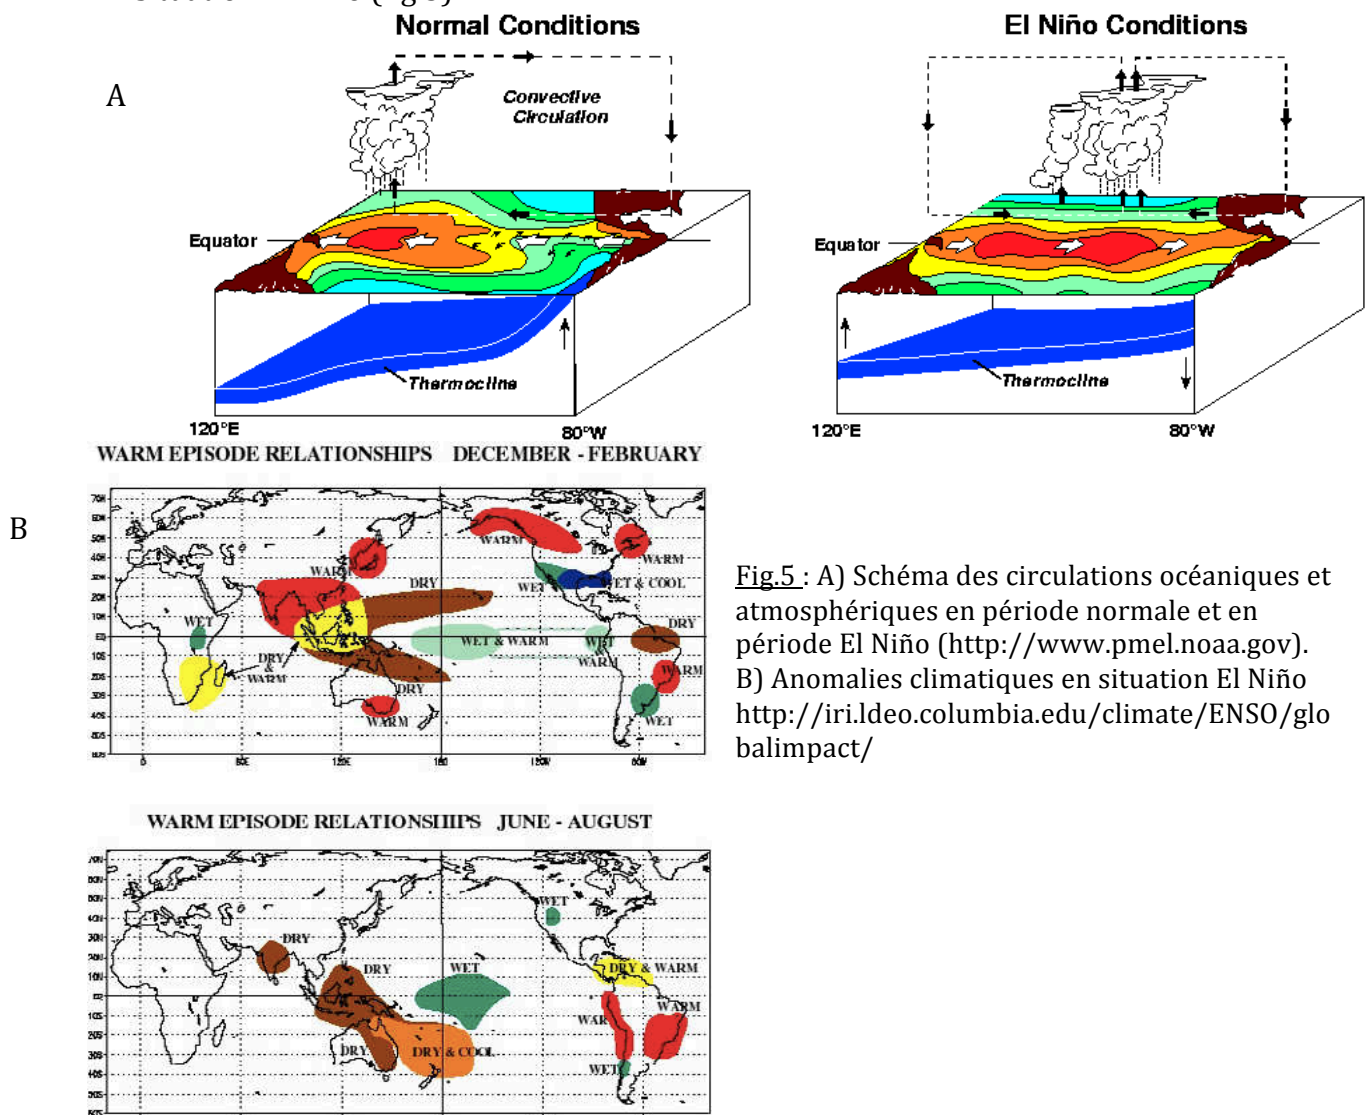 Normal Conditions
El Niño Conditions
A
Convective
Circulation
Equator
Thermocline
120°E
80°W
Equator
Thermocline
120°E
80°W
WARM EPISODE RELATIONSHIPS DECEMBER - FEBRUARY
B
WARM
WARM
WARM
DRY
WET
WET & COOL
WET
DRY
WET & WARM
WET
WARM
DRY
&
WARM
DRY
WARM
WARM
WET
Fig.5 : A) Schéma des circulations océaniques et
atmosphériques en période normale et en
période El Niño (http://www.pmel.noaa.gov).
B) Anomalies climatiques en situation El Niño
http://iri.ldeo.columbia.edu/climate/ENSO/glo
balimpact/
WARM EPISODE RELATIONSHIPS JUNE - AUGUST
WET
DRY
DRY
WET
DRY & WARM
WAR
WARM
DRY
DRY & COOL
WET